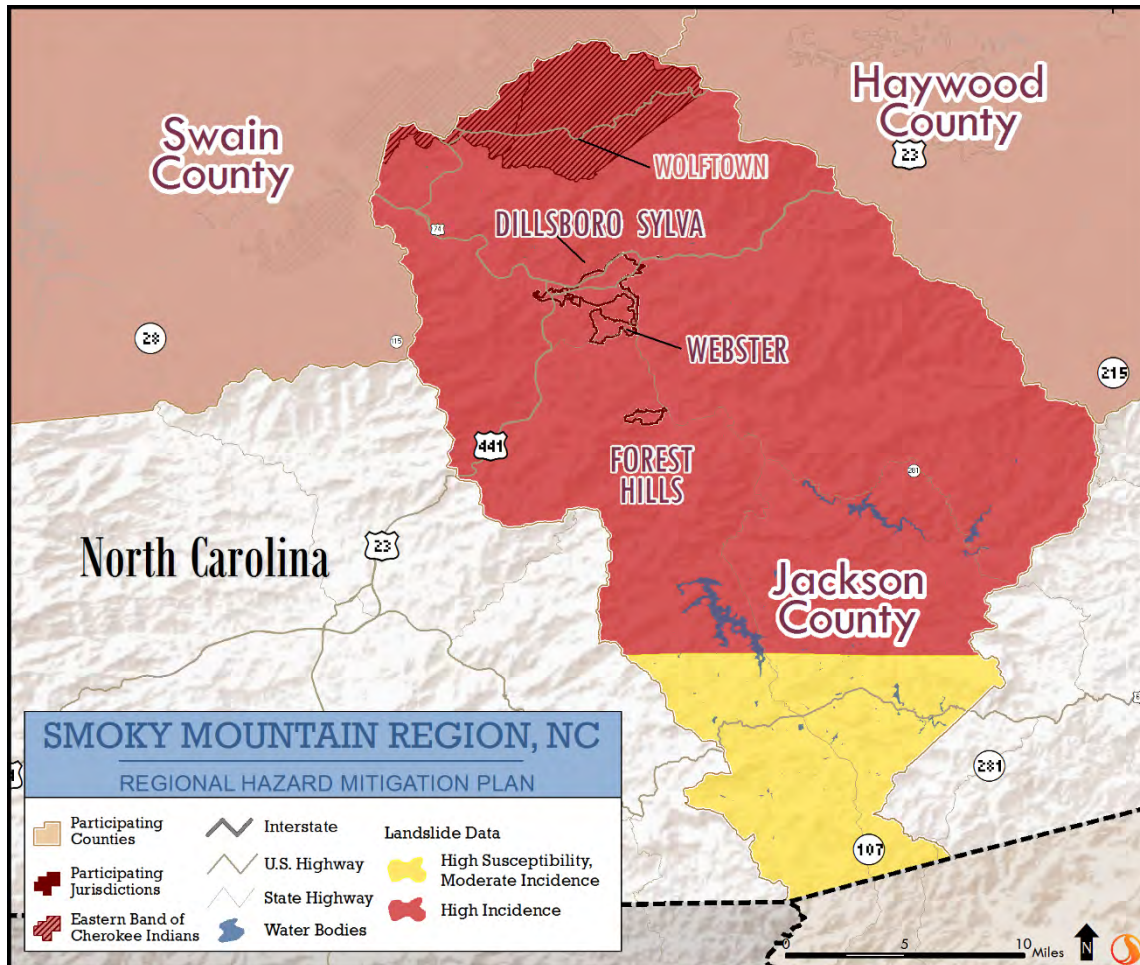 Swain
County
Haywood
County
23
WOLFTOWN
DILLSBORO SYLVA
74
WEBSTER
28
115
215
441
FOREST
HILLS
281
North Carolina
23
Jackson
County
281
107
SMOKY MOUNTAIN REGION, NC
REGIONAL HAZARD MITIGATION PLAN
Participating
Counties
Participating
Jurisdictions
Eastern Band of
Cherokee Indians
Interstate
U.S. Highway
State Highway
Water Bodies
Landslide Data
High Susceptibility,
Moderate Incidence
High Incidence
0 5 10
Miles
N